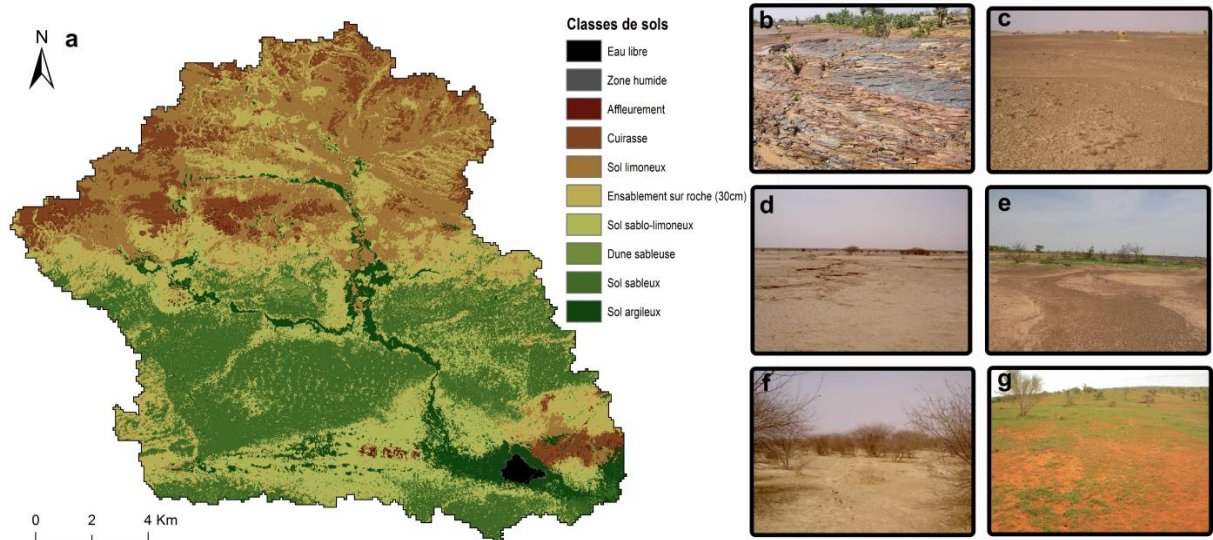 N
a
Classes de sols
Eau libre
Zone humide
Affleurement
Cuirasse
Sol limoneux
Ensablement sur roche (30cm)
Sol sablo-limoneux
Dune sableuse
Sol sableux
Sol argileux
0 2 4 Km
b
c
d
e
f
g